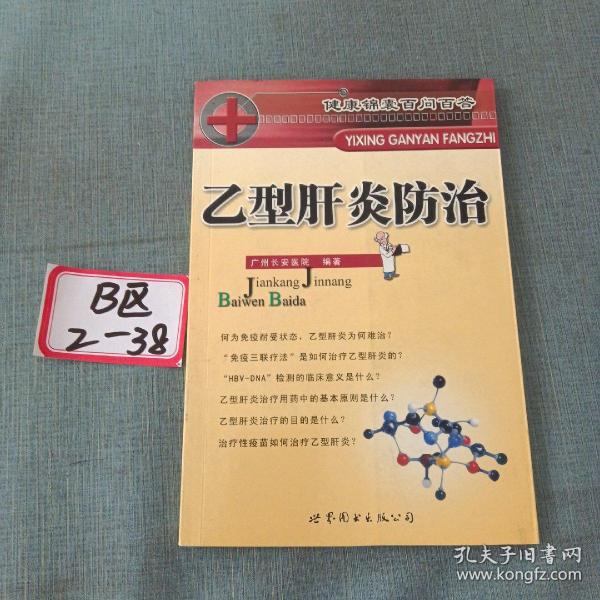 健康锦囊百问百答
YIXING GANYAN FANGZHI
乙型肝炎防治
广州长安医院 编著
Jiankang Jinnang
Baiwen Baida
何为免疫耐受状态、乙型肝炎为何难治?
“免疫三联疗法”是如何治疗乙型肝炎的?
“HBV-DNA”检测的临床意义是什么?
乙型肝炎治疗用药中的基本原则是什么?
乙型肝炎治疗的目的是什么?
治疗性疫苗如何治疗乙型肝炎?
世界图书出版公司
B区
2-38
孔夫子旧书网
www.kongfz.com